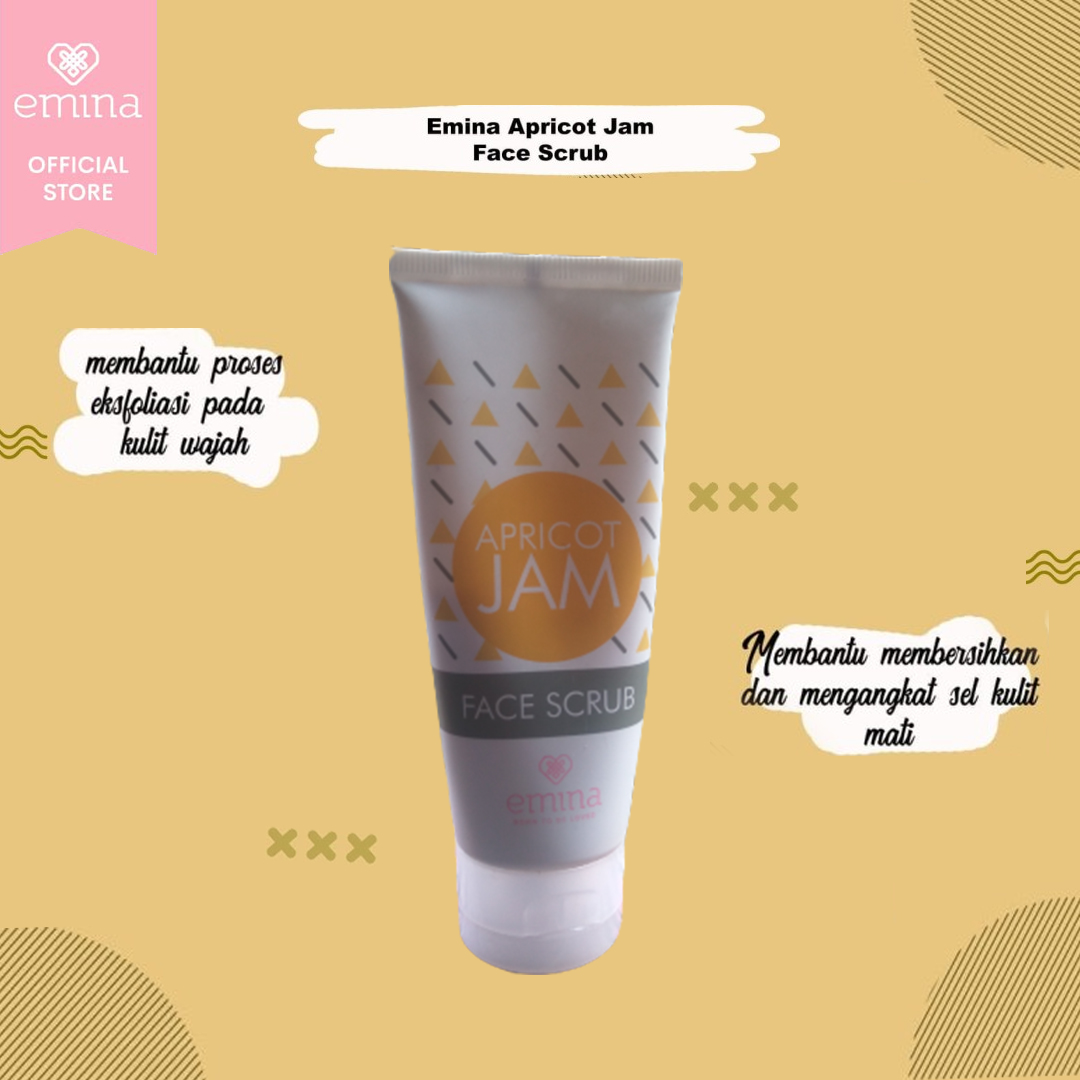 emina
OFFICIAL
STORE
Emina Apricot Jam
Face Scrub
membantu proses
eksfoliasi pada
kulit wajah
APRICOT
JAM
FACE SCRUB
emina
Membantu membersihkan
dan mengangkat sel kulit
mati